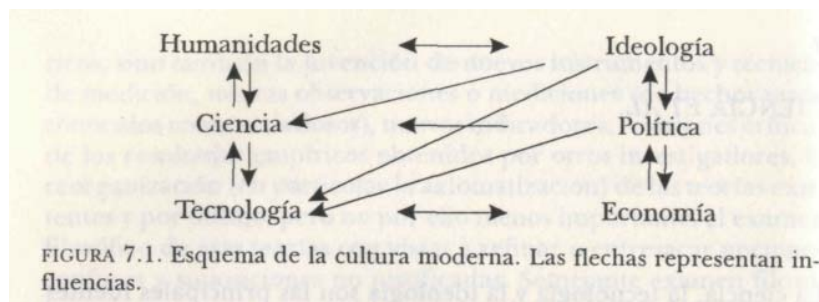 Humanidades Ideología
Ciencia Política
Tecnología Economía
FIGURA 7.1. Esquema de la cultura moderna. Las flechas representan in-
fluencias.